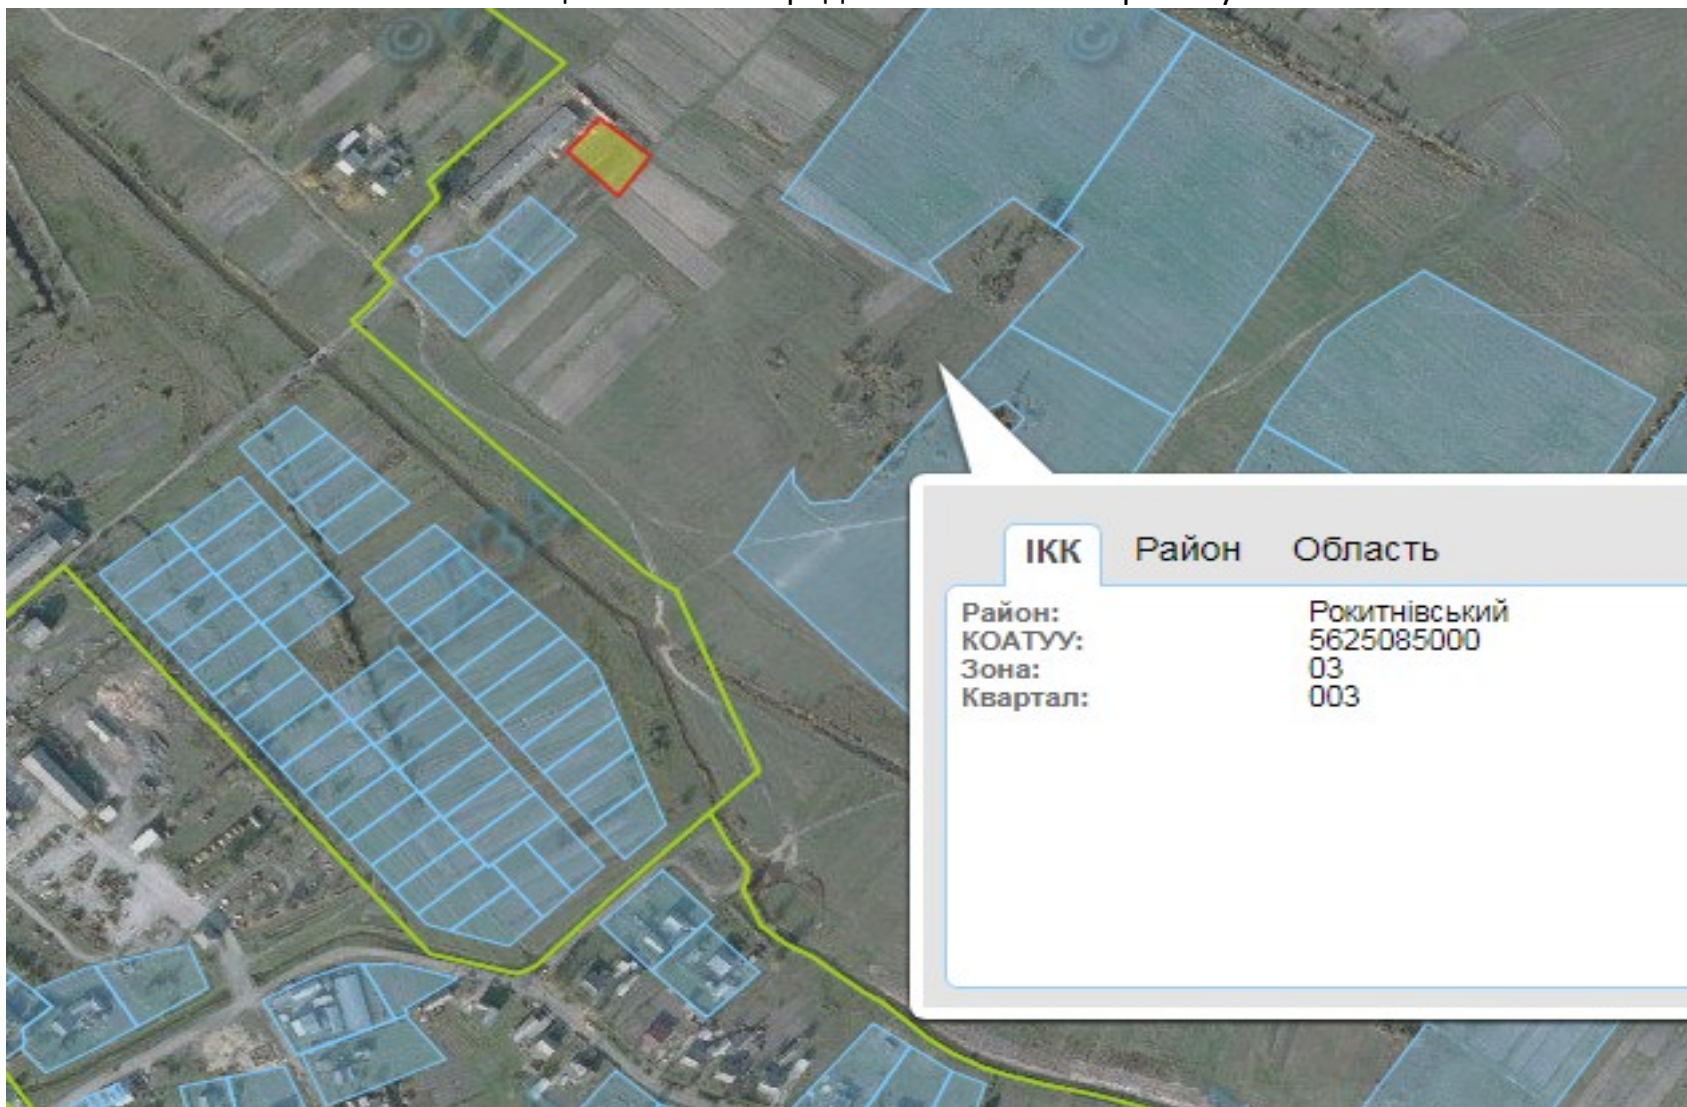 ІКК Район Область
Район: Рокитнівський
КОАТУУ: 5625085000
Зона: 03
Квартал: 003